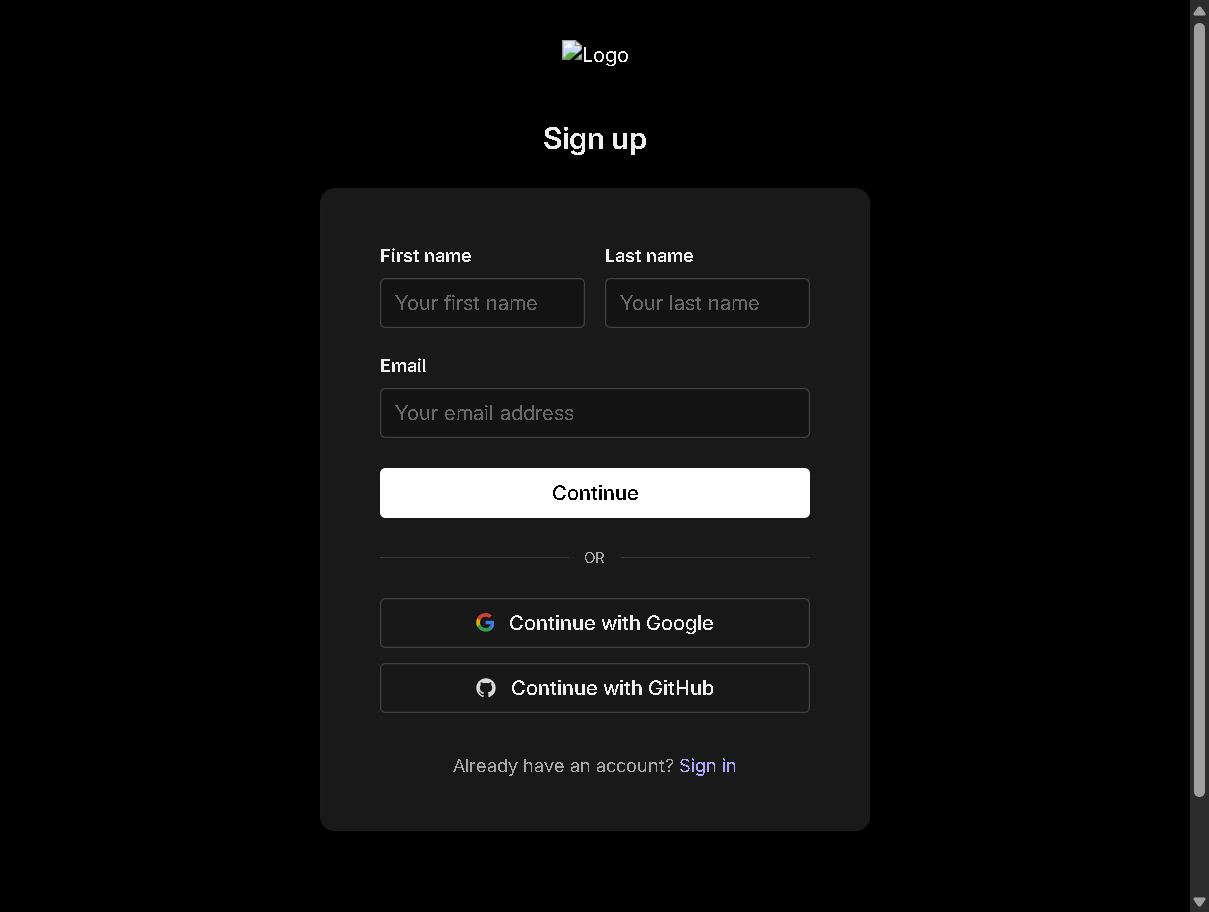 Logo
Sign up
First name
Last name
Your first name
Your last name
Email
Your email address
Continue
OR
Continue with Google
Continue with GitHub
Already have an account? Sign in